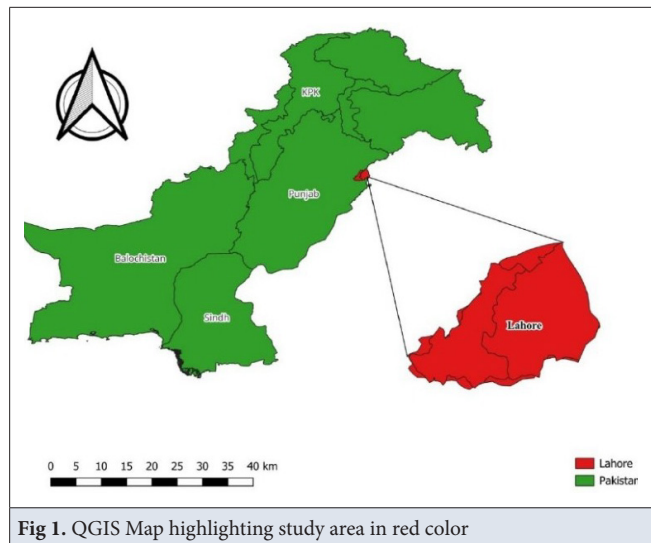 KPK
Punjab
Balochistan
Sindh
Lahore
0 5 10 15 20 25 30 35 40 km
Lahore
Pakistan
Fig 1. QGIS Map highlighting study area in red color